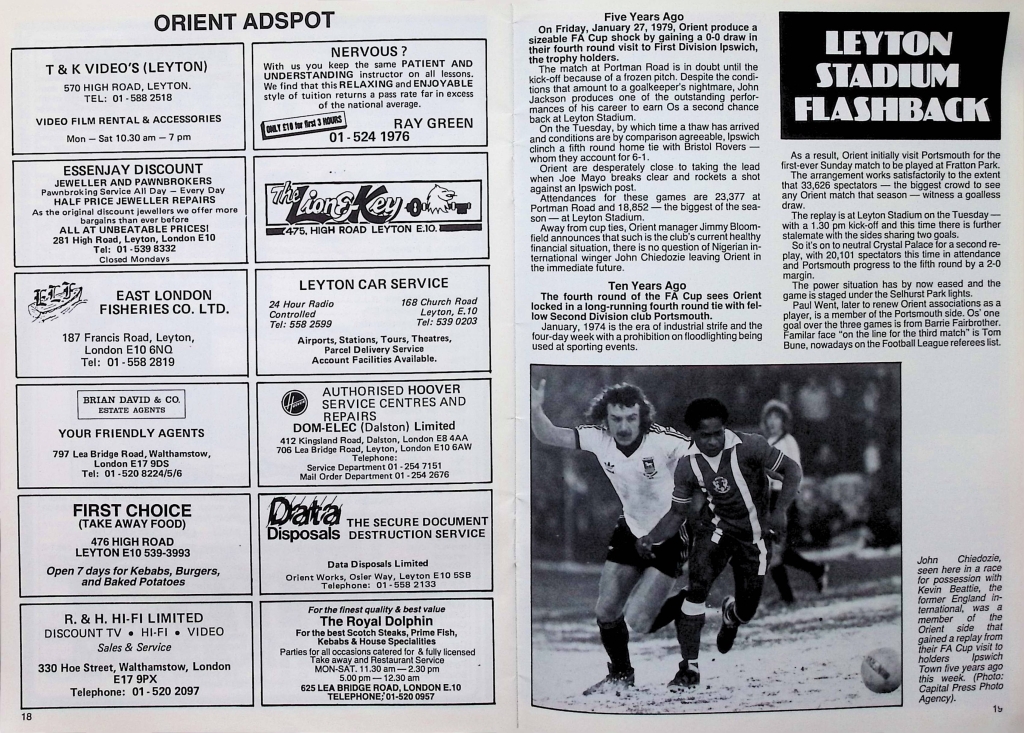 ORIENT ADSPOT
T & K VIDEO'S (LEYTON)
570 HIGH ROAD, LEYTON.
TEL: 01-588 2518
VIDEO FILM RENTAL & ACCESSORIES
Mon – Sat 10.30 am – 7 pm
NERVOUS ?
With us you keep the same PATIENT AND
UNDERSTANDING instructor on all lessons.
We find that this RELAXING and ENJOYABLE
style of tuition returns a pass rate far in excess
of the national average.
ONLY £10 for first 3 HOURS
RAY GREEN
01-524 1976
ESSENJAY DISCOUNT
JEWELLER AND PAWNBROKERS
Pawnbroking Service All Day – Every Day
HALF PRICE JEWELLER REPAIRS
As the original discount jewellers we offer more
bargains than ever before
ALL AT UNBEATABLE PRICES!
281 High Road, Leyton, London E10
Tel: 01-539 8332
Closed Mondays
The Lion & Key
475, HIGH ROAD LEYTON E.10.
ELF
EAST LONDON
FISHERIES CO. LTD.
187 Francis Road, Leyton,
London E10 6NQ
Tel: 01-558 2819
LEYTON CAR SERVICE
24 Hour Radio
Controlled
Tel: 558 2599
168 Church Road
Leyton, E.10
Tel: 539 0203
Airports, Stations, Tours, Theatres,
Parcel Delivery Service
Account Facilities Available.
BRIAN DAVID & CO.
ESTATE AGENTS
YOUR FRIENDLY AGENTS
797 Lea Bridge Road, Walthamstow,
London E17 9DS
Tel: 01-520 8224/5/6
Hoover
AUTHORISED HOOVER
SERVICE CENTRES AND
REPAIRS
DOM-ELEC (Dalston) Limited
412 Kingsland Road, Dalston, London E8 4AA
706 Lea Bridge Road, Leyton, London E10 6AW
Telephone:
Service Department 01-254 7151
Mail Order Department 01-254 2676
FIRST CHOICE
(TAKE AWAY FOOD)
476 HIGH ROAD
LEYTON E10 539-3993
Open 7 days for Kebabs, Burgers,
and Baked Potatoes
Data
Disposals
THE SECURE DOCUMENT
DESTRUCTION SERVICE
Data Disposals Limited
Orient Works, Osier Way, Leyton E10 5SB
Telephone: 01-558 2133
R. & H. HI-FI LIMITED
DISCOUNT TV • HI-FI • VIDEO
Sales & Service
330 Hoe Street, Walthamstow, London
E17 9PX
Telephone: 01-520 2097
For the finest quality & best value
The Royal Dolphin
For the best Scotch Steaks, Prime Fish,
Kebabs & House Specialities
Parties for all occasions catered for & fully licensed
Take away and Restaurant Service
MON-SAT. 11.30 am — 2.30 pm
5.00 pm — 12.30 am
625 LEA BRIDGE ROAD, LONDON E.10
TELEPHONE: 01-520 0957
18
Five Years Ago
On Friday, January 27, 1979, Orient produce a
sizeable FA Cup shock by gaining a 0-0 draw in
their fourth round visit to First Division Ipswich,
the trophy holders.
The match at Portman Road is in doubt until the
kick-off because of a frozen pitch. Despite the condi-
tions that amount to a goalkeeper's nightmare, John
Jackson produces one of the outstanding perfor-
mances of his career to earn Os a second chance
back at Leyton Stadium.
On the Tuesday, by which time a thaw has arrived
and conditions are by comparison agreeable, Ipswich
clinch a fifth round home tie with Bristol Rovers —
whom they account for 6-1.
Orient are desperately close to taking the lead
when Joe Mayo breaks clear and rockets a shot
against an Ipswich post.
Attendances for these games are 23,377 at
Portman Road and 18,852 — the biggest of the sea-
son — at Leyton Stadium.
Away from cup ties, Orient manager Jimmy Bloom-
field announces that such is the club's current healthy
financial situation, there is no question of Nigerian
international winger John Chiedozie leaving Orient in
the immediate future.
Ten Years Ago
The fourth round of the FA Cup sees Orient
locked in a long-running fourth round tie with fel-
low Second Division club Portsmouth.
January, 1974 is the era of industrial strife and the
four-day week with a prohibition on floodlighting being
used at sporting events.
LEYTON
STADIUM
FLASHBACK
As a result, Orient initially visit Portsmouth for the
first-ever Sunday match to be played at Fratton Park.
The arrangement works satisfactorily to the extent
that 33,626 spectators — the biggest crowd to see
any Orient match that season — witness a goalless
draw.
The replay is at Leyton Stadium on the Tuesday —
with a 1.30 pm kick-off and this time there is further
stalemate with the sides sharing two goals.
So it's on to neutral Crystal Palace for a second re-
play, with 20,101 spectators this time in attendance
and Portsmouth progress to the fifth round by a 2-0
margin.
The power situation has by now eased and the
game is staged under the Selhurst Park lights.
Paul Went, later to renew Orient associations as a
player, is a member of the Portsmouth side. Os' one
goal over the three games is from Barrie Fairbrother.
Familar face "on the line for the third match" is Tom
Bune, nowadays on the Football League referees list.
John Chiedozie,
seen here in a race
for possession with
Kevin Beattie, the
former England in-
ternational, was a
member of the
Orient side that
gained a replay from
their FA Cup visit to
holders Ipswich
Town five years ago
this week. (Photo:
Capital Press Photo
Agency).
19